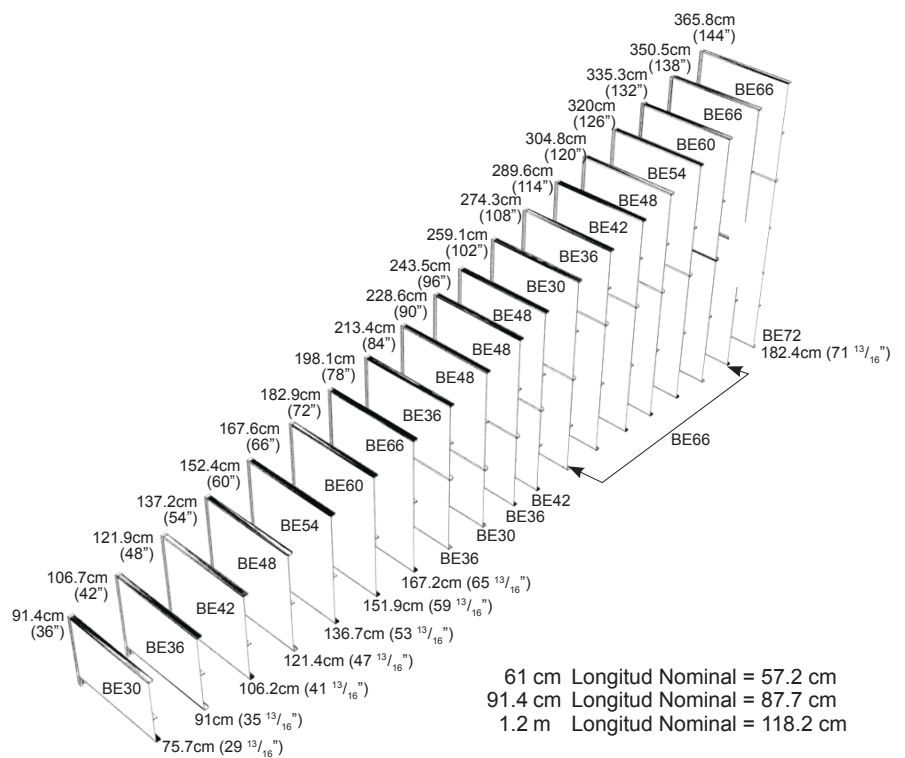 365.8cm
(144”)
350.5cm
(138”)
335.3cm
(132”)
320cm
(126”)
304.8cm
(120”)
289.6cm
(114”)
274.3cm
(108”)
259.1cm
(102”)
243.5cm
(96”)
228.6cm
(90”)
213.4cm
(84”)
198.1cm
(78”)
182.9cm
(72”)
167.6cm
(66”)
152.4cm
(60”)
137.2cm
(54”)
121.9cm
(48”)
106.7cm
(42”)
91.4cm
(36”)
BE66
BE66
BE60
BE54
BE48
BE42
BE36
BE30
BE48
BE48
BE48
BE36
BE66
BE60
BE54
BE48
BE42
BE36
BE30
BE72
182.4cm (71 13/16”)
BE66
BE42
BE36
BE30
BE36
167.2cm (65 13/16”)
151.9cm (59 13/16”)
136.7cm (53 13/16”)
121.4cm (47 13/16”)
106.2cm (41 13/16”)
91cm (35 13/16”)
75.7cm (29 13/16”)
61 cm Longitud Nominal = 57.2 cm
91.4 cm Longitud Nominal = 87.7 cm
1.2 m Longitud Nominal = 118.2 cm